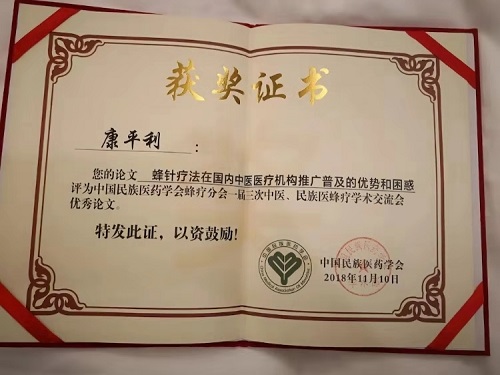 获奖证书
康平利：
您的论文 蜂针疗法在国内中医医疗机构推广普及的优势和困惑
评为中国民族医药学会蜂疗分会一届三次中医、民族医蜂疗学术交流会
优秀论文。
特发此证，以资鼓励！
中国民族医药学会
2018年11月10日